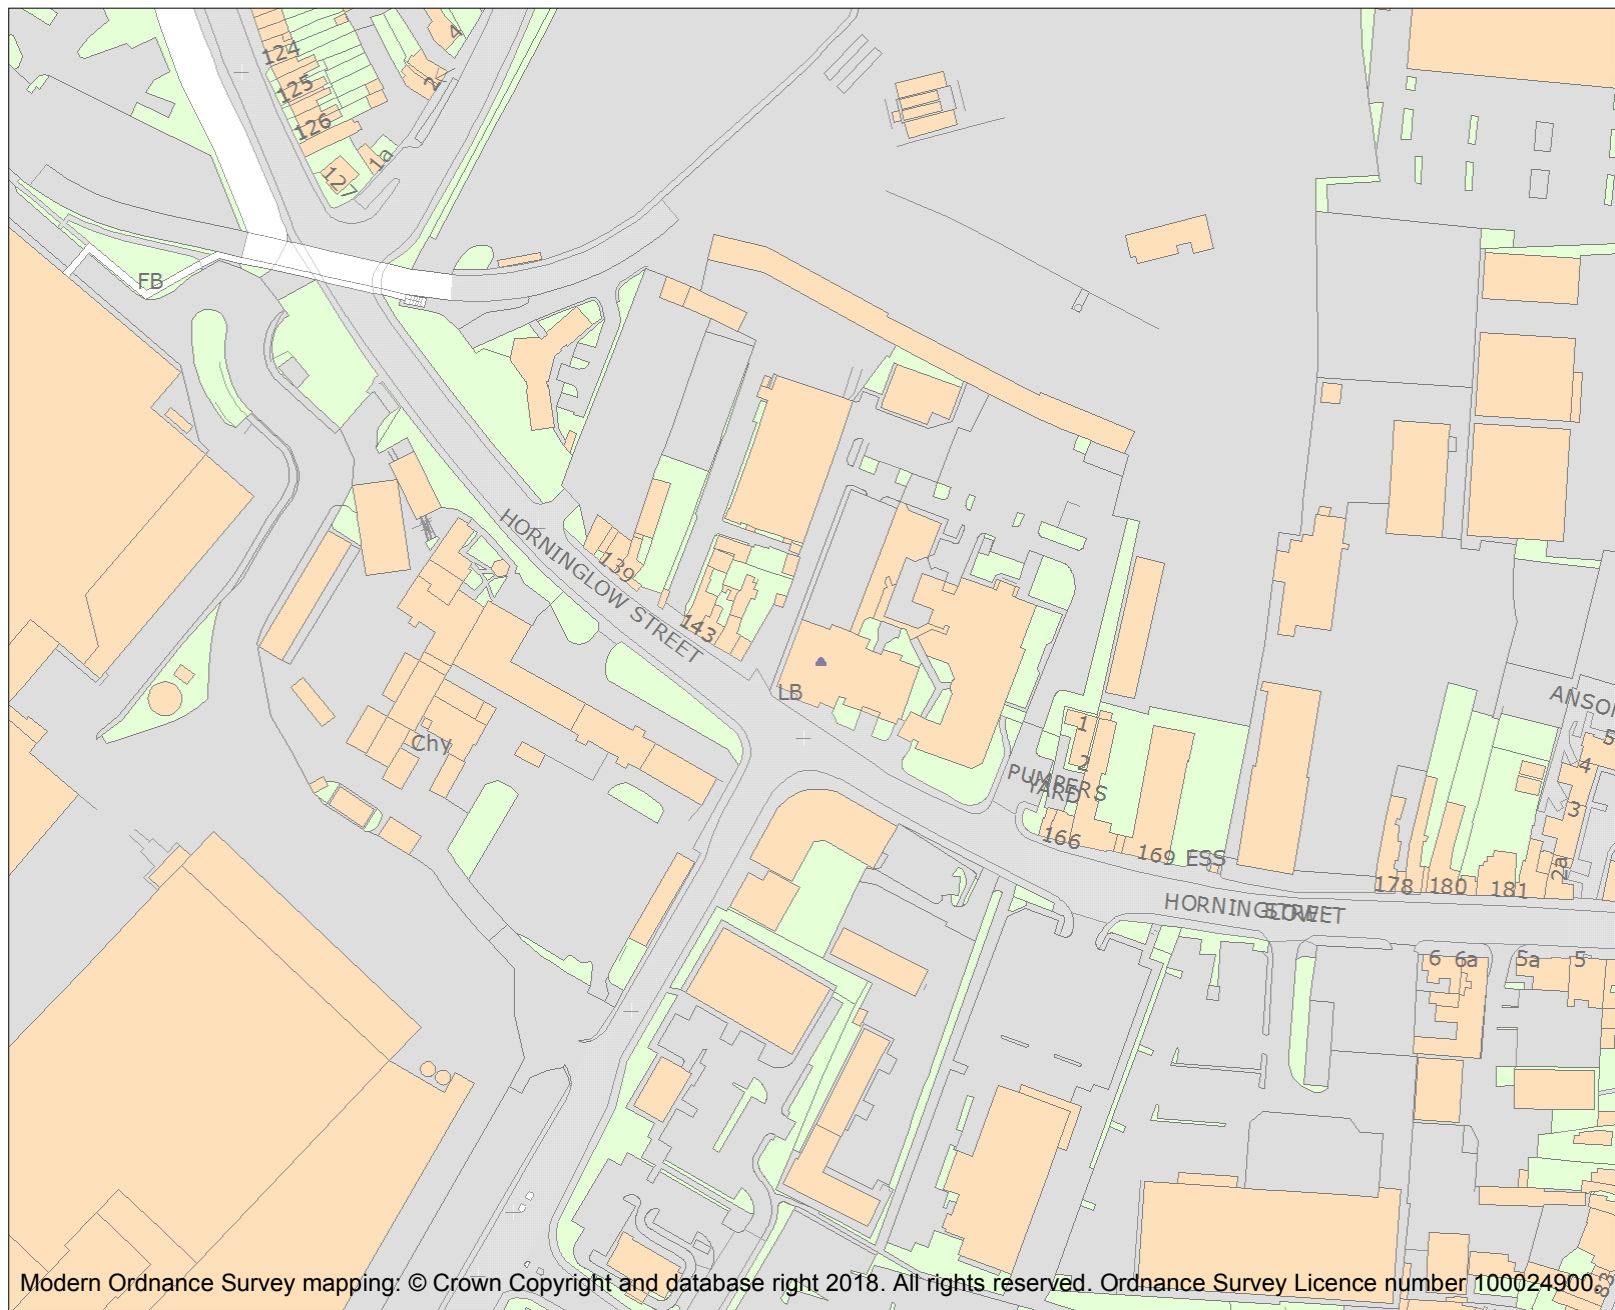 124
4
125
2
126
1a
127
FB
HORNINGLOW STREET
139
143
LB
ANSO
1
5
Chy
2
4
PUMPERS
YARD
3
166
169 ESS
2a
178 180 181
HORNINGLOW
STREET
6 6a 5a 5
Modern Ordnance Survey mapping: © Crown Copyright and database right 2018. All rights reserved. Ordnance Survey Licence number 100024900.